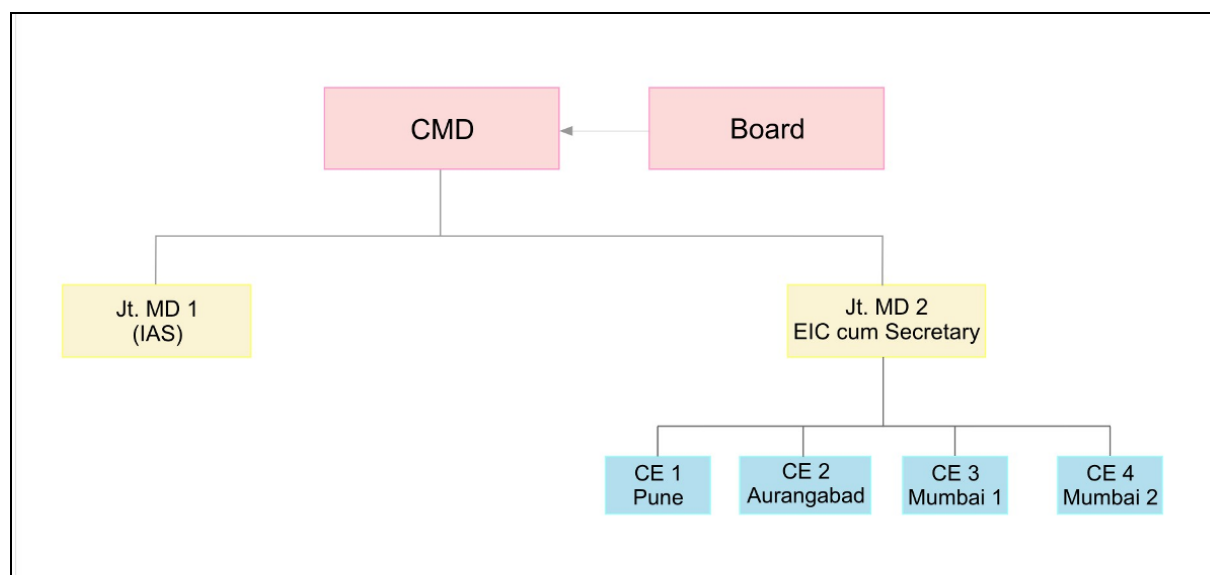 CMD
Board
Jt. MD 1
(IAS)
Jt. MD 2
EIC cum Secretary
CE 1
Pune
CE 2
Aurangabad
CE 3
Mumbai 1
CE 4
Mumbai 2